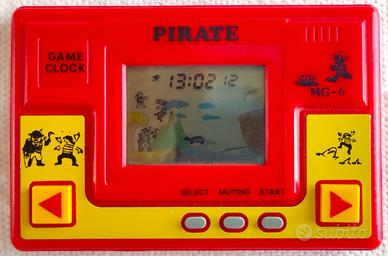 PIRATE
GAME
CLOCK
13:02 12
MG-6
SELECT MUTING START
subito